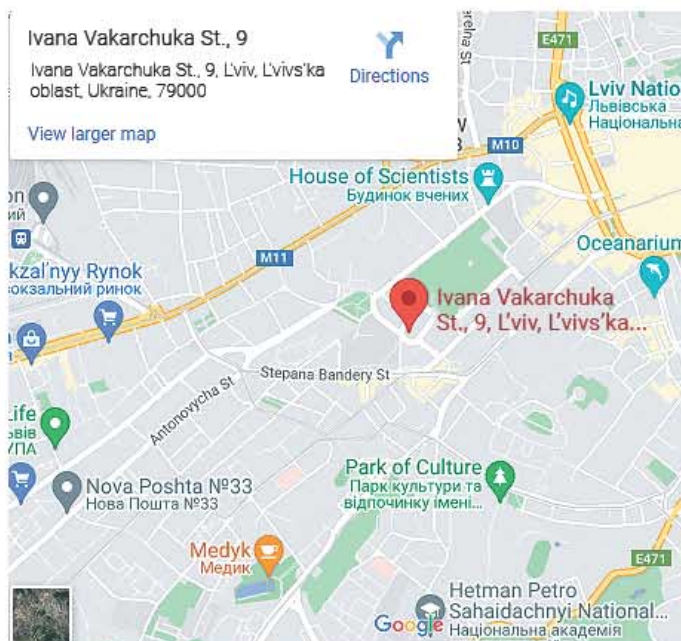 Ivana Vakarchuka St., 9
Ivana Vakarchuka St., 9, L'viv, L'vivs'ka
oblast, Ukraine, 79000
Directions
View larger map
E471
Lviv Natio
Львівська
Національна
M10
House of Scientists
Будинок вчених
M11
Oceanarium
kzal'nyy Rynok
вокзальний ринок
Ivana Vakarchuka
St., 9, L'viv, L'vivs'ka...
Stepana Bandery St
Antonovycha St
Life
ьвів
УПА
Nova Poshta №33
Нова Пошта №33
Park of Culture
Парк культури та
відпочинку імені...
Medyk
Медик
E471
Hetman Petro
Sahaidachnyi National...
Національна академія
Google